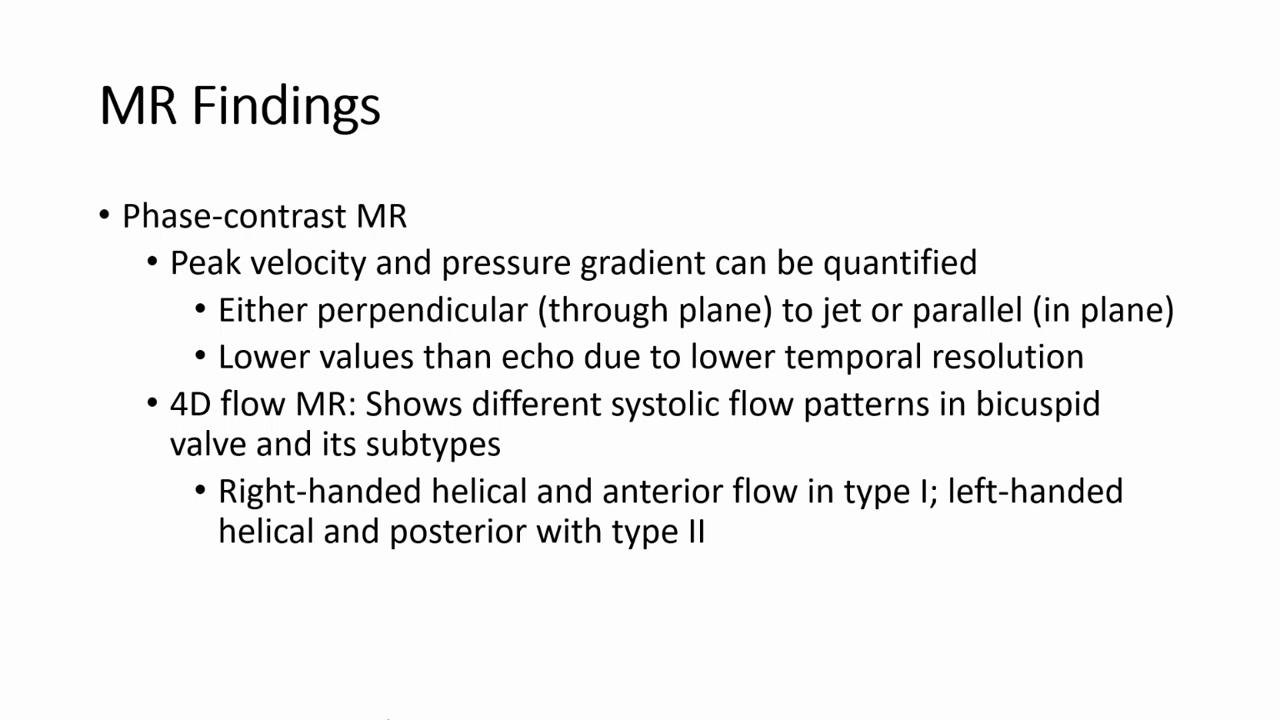 MR Findings
• Phase-contrast MR
• Peak velocity and pressure gradient can be quantified
• Either perpendicular (through plane) to jet or parallel (in plane)
• Lower values than echo due to lower temporal resolution
• 4D flow MR: Shows different systolic flow patterns in bicuspid
valve and its subtypes
• Right-handed helical and anterior flow in type I; left-handed
helical and posterior with type II